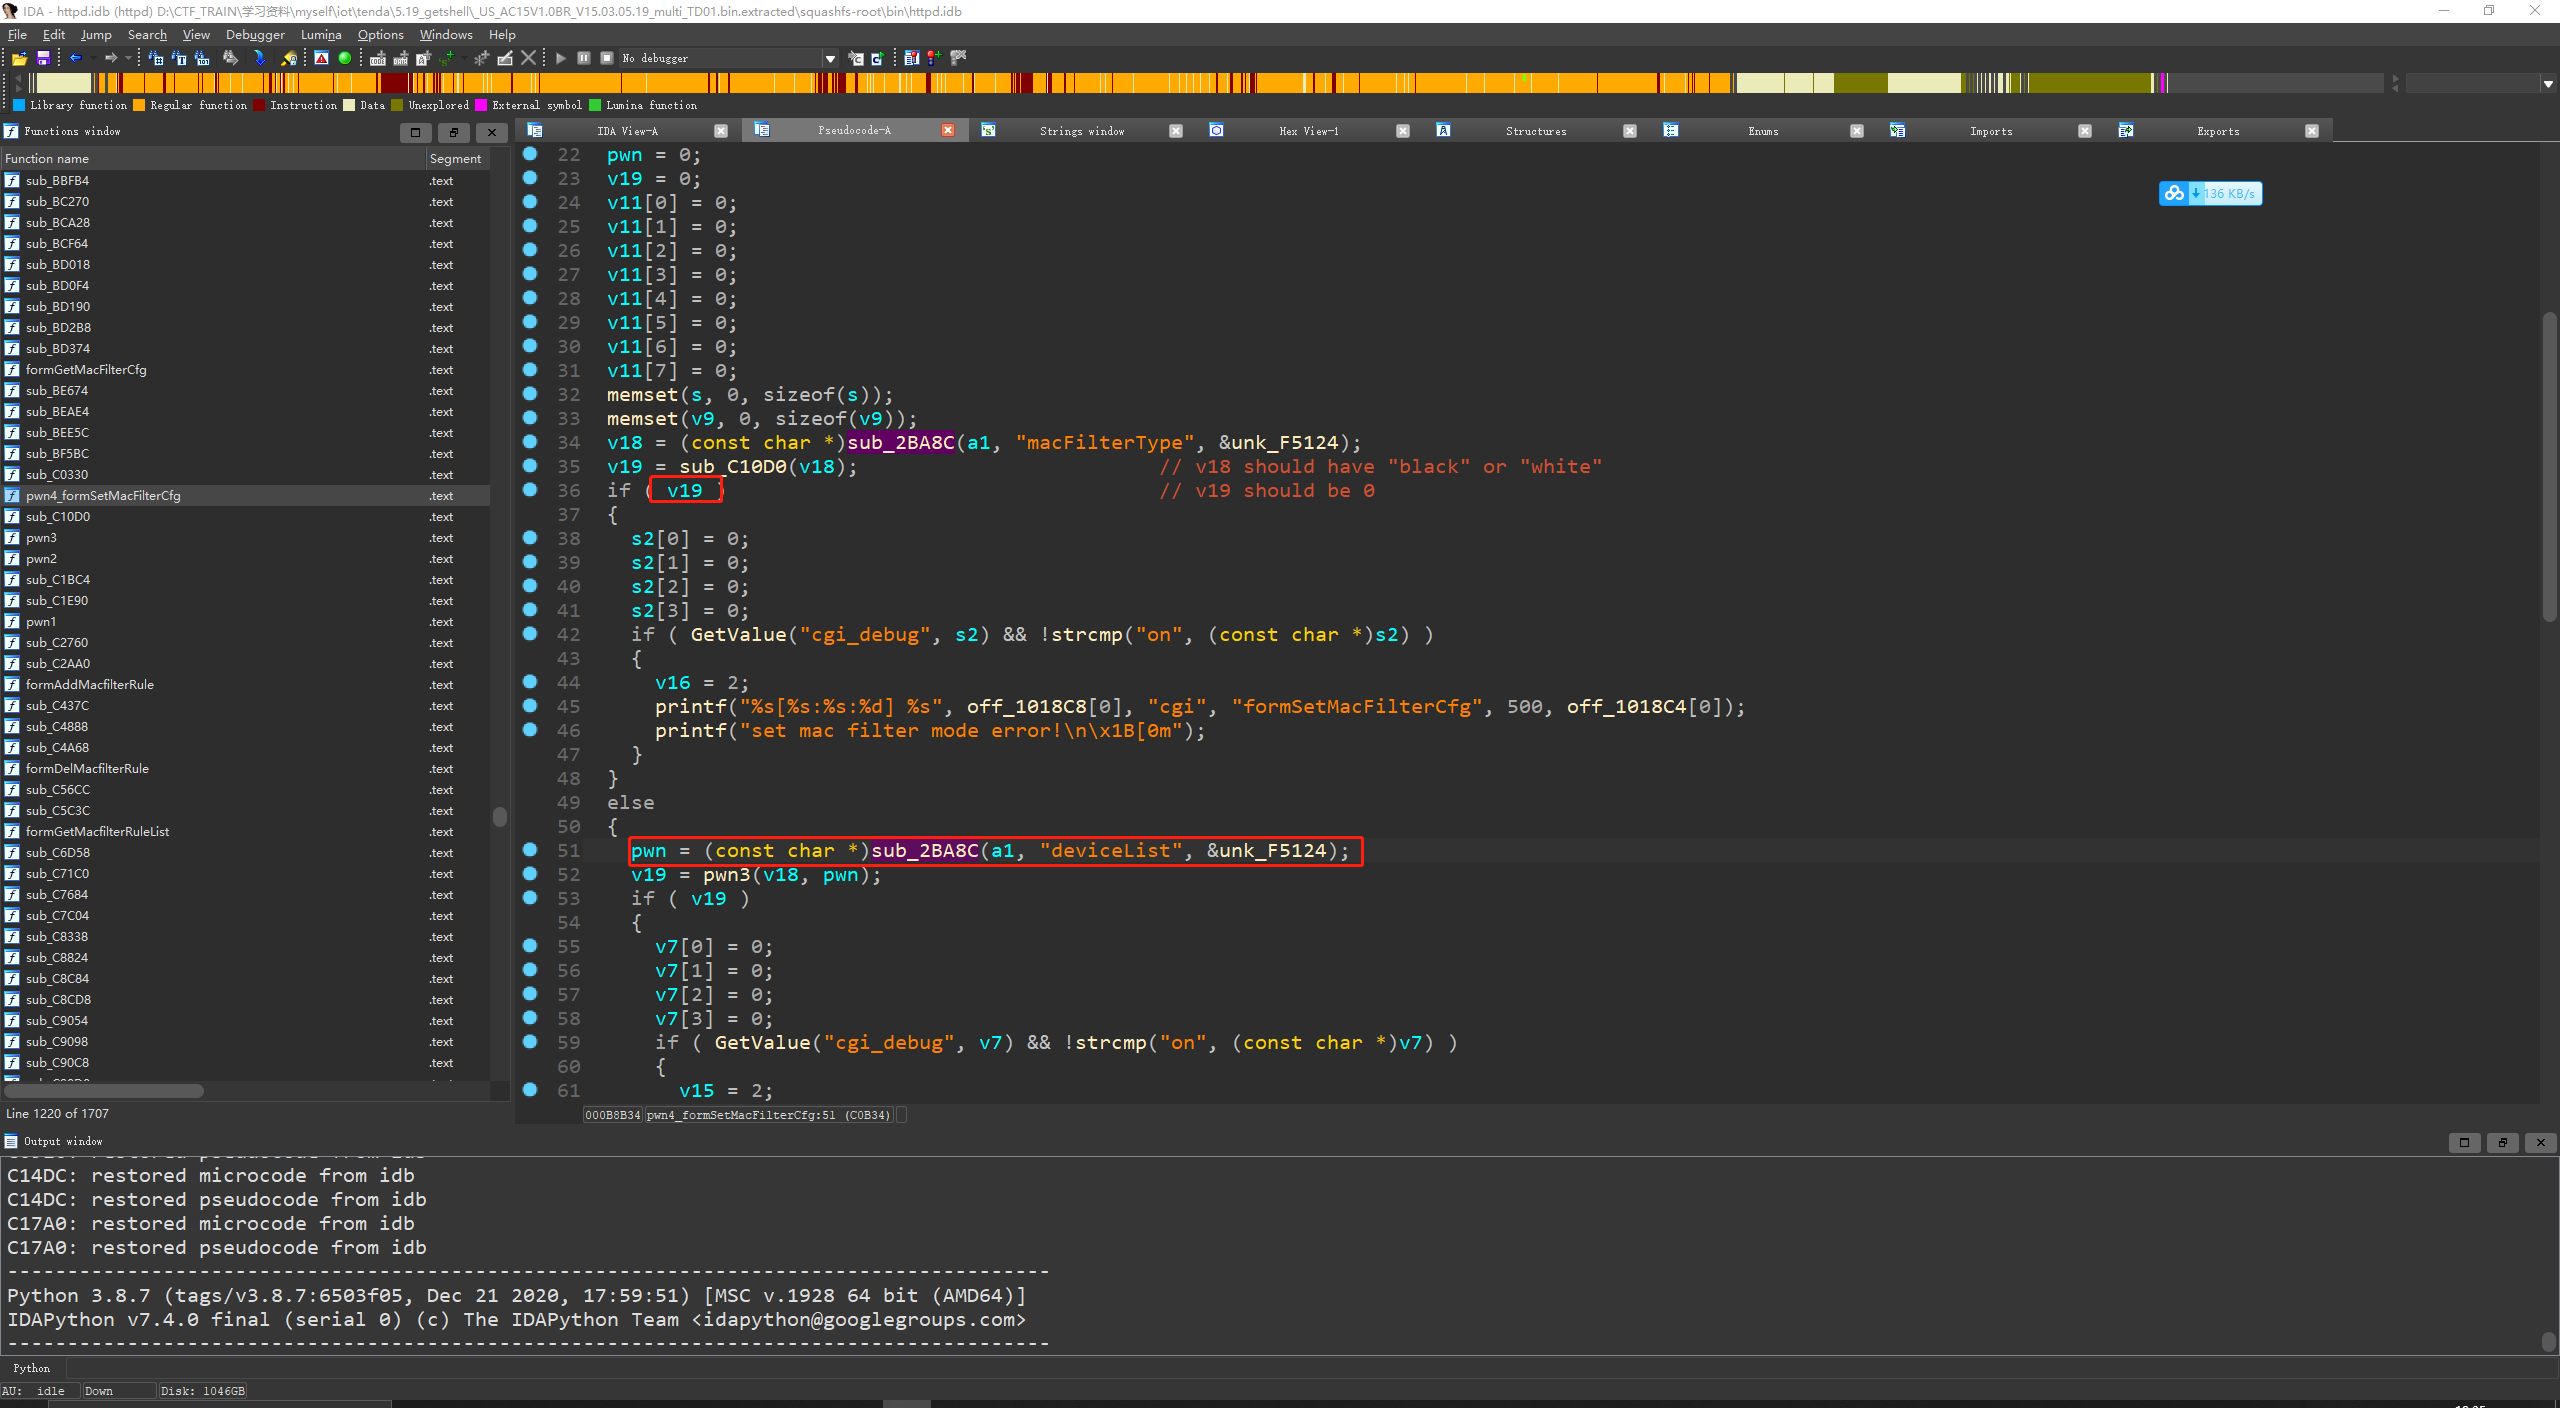 IDA - httpd.idb (httpd) D:\CTF_TRAIN\学习资料\myself\iot\tenda\5.19_getshell\_US_AC15V1.0BR_V15.03.05.19_multi_TD01.bin.extracted\squashfs-root\bin\httpd.idb
File Edit Jump Search View Debugger Lumina Options Windows Help
No debugger
Library function Regular function Instruction Data Unexplored External symbol Lumina function
Functions window
Function name Segment
sub_BBFB4 .text
sub_BC270 .text
sub_BCA28 .text
sub_BCF64 .text
sub_BD018 .text
sub_BD0F4 .text
sub_BD190 .text
sub_BD2B8 .text
sub_BD374 .text
formGetMacFilterCfg .text
sub_BE674 .text
sub_BEAE4 .text
sub_BEE5C .text
sub_BF5BC .text
sub_C0330 .text
pwn4_formSetMacFilterCfg .text
sub_C10D0 .text
pwn3 .text
pwn2 .text
sub_C1BC4 .text
sub_C1E90 .text
pwn1 .text
sub_C2760 .text
sub_C2AA0 .text
formAddMacfilterRule .text
sub_C437C .text
sub_C4888 .text
sub_C4A68 .text
formDelMacfilterRule .text
sub_C56CC .text
sub_C5C3C .text
formGetMacfilterRuleList .text
sub_C6D58 .text
sub_C71C0 .text
sub_C7684 .text
sub_C7C04 .text
sub_C8338 .text
sub_C8824 .text
sub_C8C84 .text
sub_C8CD8 .text
sub_C9054 .text
sub_C9098 .text
sub_C90C8 .text
Line 1220 of 1707
IDA View-A Pseudocode-A Strings window Hex View-1 Structures Enums Imports Exports
136 KB/s
22 pwn = 0;
23 v19 = 0;
24 v11[0] = 0;
25 v11[1] = 0;
26 v11[2] = 0;
27 v11[3] = 0;
28 v11[4] = 0;
29 v11[5] = 0;
30 v11[6] = 0;
31 v11[7] = 0;
32 memset(s, 0, sizeof(s));
33 memset(v9, 0, sizeof(v9));
34 v18 = (const char *)sub_2BA8C(a1, "macFilterType", &unk_F5124);
35 v19 = sub_C10D0(v18); // v18 should have "black" or "white"
36 if ( v19 ) // v19 should be 0
37 {
38 s2[0] = 0;
39 s2[1] = 0;
40 s2[2] = 0;
41 s2[3] = 0;
42 if ( GetValue("cgi_debug", s2) && !strcmp("on", (const char *)s2) )
43 {
44 v16 = 2;
45 printf("%s[%s:%s:%d] %s", off_1018C8[0], "cgi", "formSetMacFilterCfg", 500, off_1018C4[0]);
46 printf("set mac filter mode error!\n\x1B[0m");
47 }
48 }
49 else
50 {
51 pwn = (const char *)sub_2BA8C(a1, "deviceList", &unk_F5124);
52 v19 = pwn3(v18, pwn);
53 if ( v19 )
54 {
55 v7[0] = 0;
56 v7[1] = 0;
57 v7[2] = 0;
58 v7[3] = 0;
59 if ( GetValue("cgi_debug", v7) && !strcmp("on", (const char *)v7) )
60 {
61 v15 = 2;
000B8B34 pwn4_formSetMacFilterCfg:51 (C0B34)
Output window
C14DC: restored microcode from idb
C14DC: restored pseudocode from idb
C17A0: restored microcode from idb
C17A0: restored pseudocode from idb
---------------------------------------------------------------------------------------
Python 3.8.7 (tags/v3.8.7:6503f05, Dec 21 2020, 17:59:51) [MSC v.1928 64 bit (AMD64)]
IDAPython v7.4.0 final (serial 0) (c) The IDAPython Team <idapython@googlegroups.com>
---------------------------------------------------------------------------------------
Python
AU: idle Down Disk: 1046GB